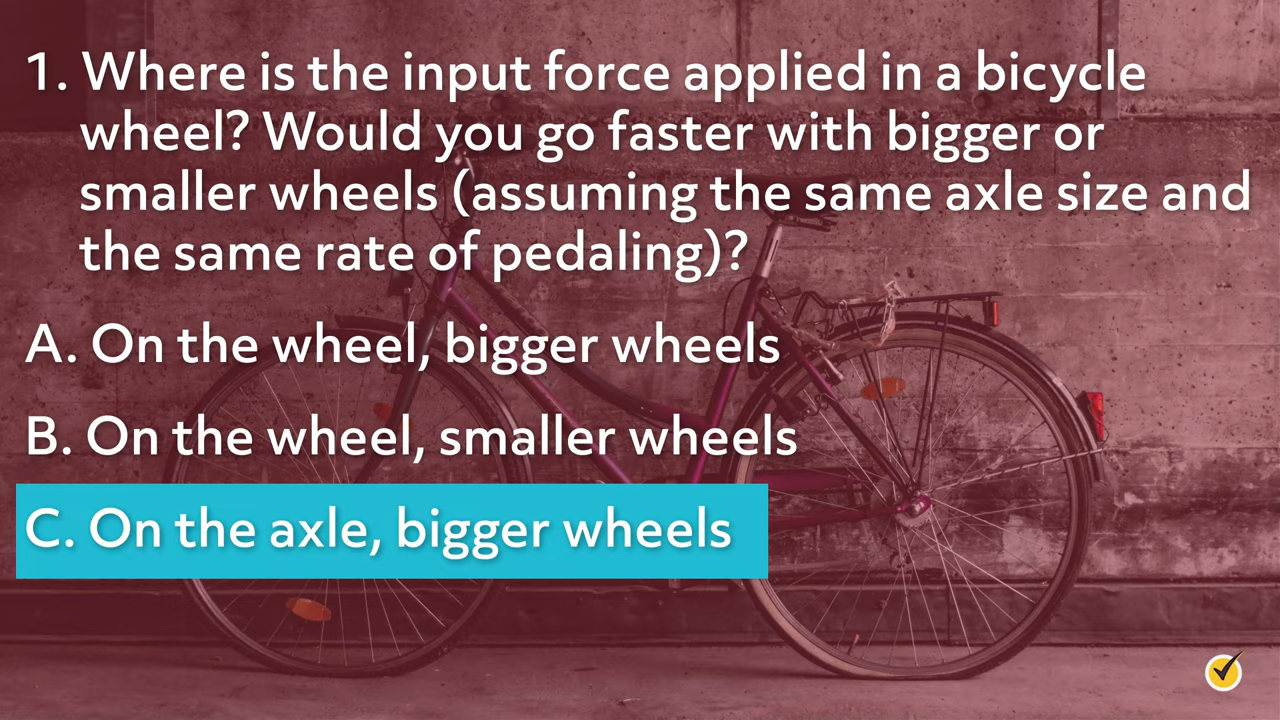 1. Where is the input force applied in a bicycle
wheel? Would you go faster with bigger or
smaller wheels (assuming the same axle size and
the same rate of pedaling)?
A. On the wheel, bigger wheels
B. On the wheel, smaller wheels
C. On the axle, bigger wheels